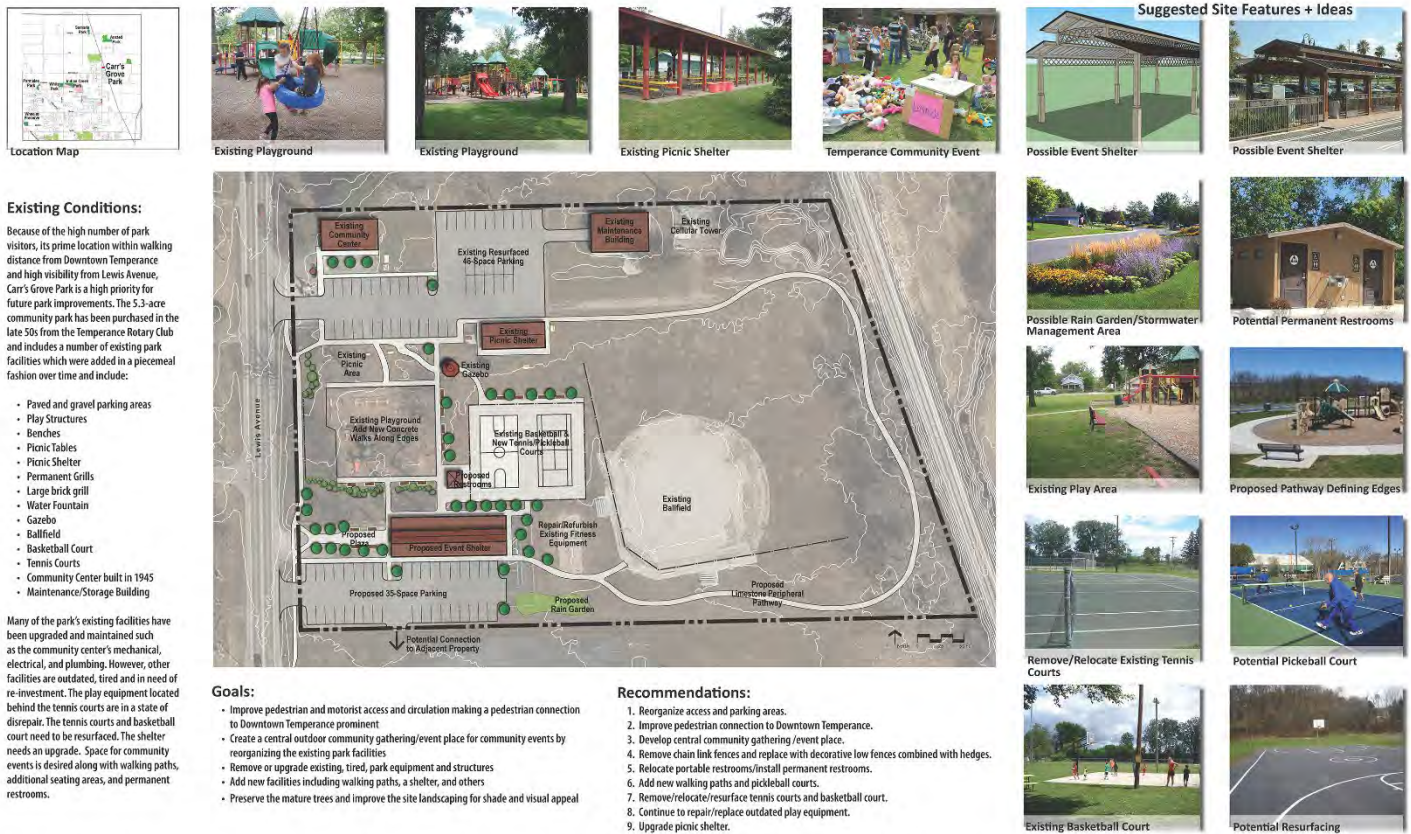 Suggested Site Features + Ideas
Carr's
Grove
Park
Location Map
Existing Playground
Existing Playground
Existing Picnic Shelter
Temperance Community Event
Possible Event Shelter
Possible Event Shelter
Existing Conditions:
Because of the high number of park
visitors, its prime location within walking
distance from Downtown Temperance
and high visibility from Lewis Avenue,
Carr's Grove Park is a high priority for
future park improvements. The 5.3-acre
community park has been purchased in the
late 50s from the Temperance Rotary Club
and includes a number of existing park
facilities which were added in a piecemeal
fashion over time and include:
• Paved and gravel parking areas
• Play Structures
• Benches
• Picnic Tables
• Picnic Shelter
• Permanent Grills
• Large brick grill
• Water Fountain
• Gazebo
• Ballfield
• Basketball Court
• Tennis Courts
• Community Center built in 1945
• Maintenance/Storage Building
Many of the park's existing facilities have
been upgraded and maintained such
as the community center's mechanical,
electrical, and plumbing. However, other
facilities are outdated, tired and in need of
re-investment. The play equipment located
behind the tennis courts are in a state of
disrepair. The tennis courts and basketball
court need to be resurfaced. The shelter
needs an upgrade. Space for community
events is desired along with walking paths,
additional seating areas, and permanent
restrooms.
Existing
Community
Center
Existing Resurfaced
46-Space Parking
Existing
Maintenance
Building
Existing
Cellular Tower
Existing
Picnic Shelter
Existing
Picnic
Area
Existing
Gazebo
Lewis Avenue
Existing Playground
Add New Concrete
Walks Along Edges
Existing Basketball &
New Tennis/Pickleball
Courts
Proposed
Restrooms
Existing
Ballfield
Proposed
Plaza
Proposed Event Shelter
Repair/Refurbish
Existing Fitness
Equipment
Proposed 35-Space Parking
Proposed
Rain Garden
Proposed
Limestone Peripheral
Pathway
Potential Connection
to Adjacent Property
Goals:
• Improve pedestrian and motorist access and circulation making a pedestrian connection
to Downtown Temperance prominent
• Create a central outdoor community gathering/event place for community events by
reorganizing the existing park facilities
• Remove or upgrade existing, tired, park equipment and structures
• Add new facilities including walking paths, a shelter, and others
• Preserve the mature trees and improve the site landscaping for shade and visual appeal
Recommendations:
1. Reorganize access and parking areas.
2. Improve pedestrian connection to Downtown Temperance.
3. Develop central community gathering /event place.
4. Remove chain link fences and replace with decorative low fences combined with hedges.
5. Relocate portable restrooms/install permanent restrooms.
6. Add new walking paths and pickleball courts.
7. Remove/relocate/resurface tennis courts and basketball court.
8. Continue to repair/replace outdated play equipment.
9. Upgrade picnic shelter.
Possible Rain Garden/Stormwater
Management Area
Potential Permanent Restrooms
Existing Play Area
Proposed Pathway Defining Edges
Remove/Relocate Existing Tennis
Courts
Potential Pickeball Court
Existing Basketball Court
Potential Resurfacing